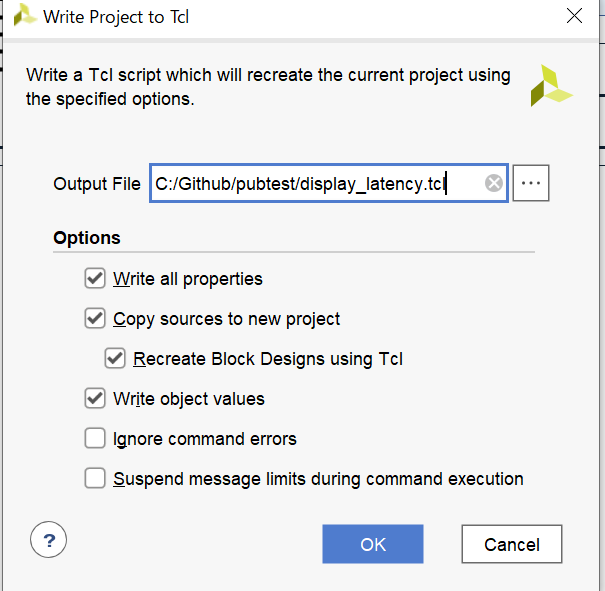 Write Project to Tcl
Write a Tcl script which will recreate the current project using
the specified options.
Output File C:/Github/pubtest/display_latency.tcl ...
Options
Write all properties
Copy sources to new project
Recreate Block Designs using Tcl
Write object values
Ignore command errors
Suspend message limits during command execution
? OK Cancel